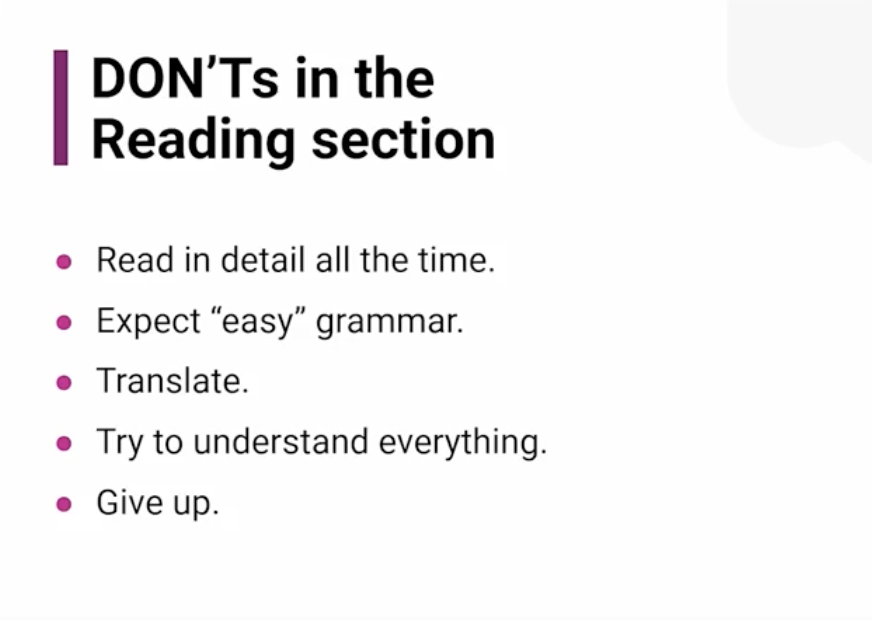 DON’Ts in the
Reading section
Read in detail all the time.
Expect “easy” grammar.
Translate.
Try to understand everything.
Give up.